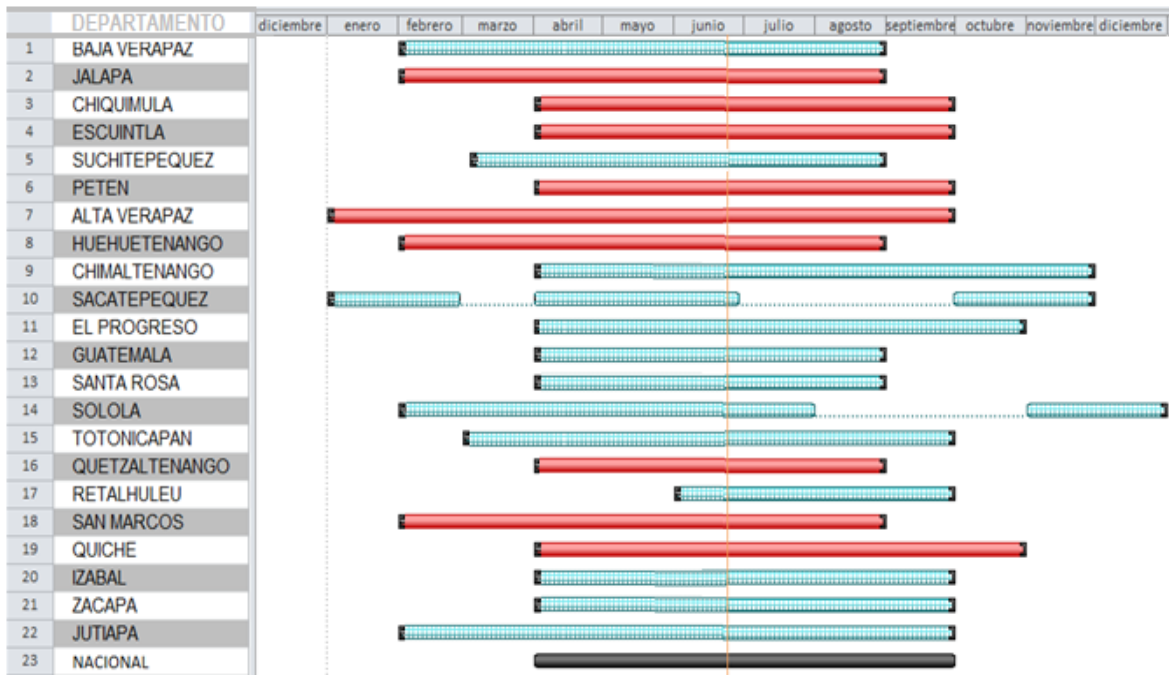 DEPARTAMENTO diciembre enero febrero marzo abril mayo junio julio agosto septiembre octubre noviembre diciembre
1 BAJA VERAPAZ
2 JALAPA
3 CHIQUIMULA
4 ESCUINTLA
5 SUCHITEPEQUEZ
6 PETEN
7 ALTA VERAPAZ
8 HUEHUETENANGO
9 CHIMALTENANGO
10 SACATEPEQUEZ
11 EL PROGRESO
12 GUATEMALA
13 SANTA ROSA
14 SOLOLA
15 TOTONICAPAN
16 QUETZALTENANGO
17 RETALHULEU
18 SAN MARCOS
19 QUICHE
20 IZABAL
21 ZACAPA
22 JUTIAPA
23 NACIONAL